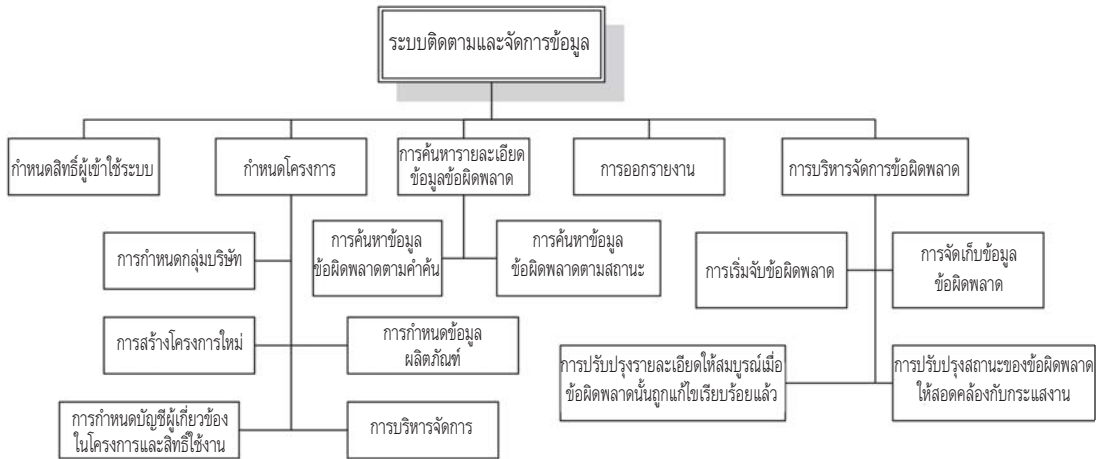 ระบบติดตามและจัดการข้อมูล
กำหนดสิทธิ์ผู้เข้าใช้ระบบ
กำหนดโครงการ
การค้นหารายละเอียด
ข้อมูลข้อผิดพลาด
การออกรายงาน
การบริหารจัดการข้อผิดพลาด
การกำหนดกลุ่มบริษัท
การค้นหาข้อมูล
ข้อผิดพลาดตามคำค้น
การค้นหาข้อมูล
ข้อผิดพลาดตามสถานะ
การเริ่มจับข้อผิดพลาด
การจัดเก็บข้อมูล
ข้อผิดพลาด
การสร้างโครงการใหม่
การกำหนดข้อมูล
ผลิตภัณฑ์
การปรับปรุงรายละเอียดให้สมบูรณ์เมื่อ
ข้อผิดพลาดนั้นถูกแก้ไขเรียบร้อยแล้ว
การปรับปรุงสถานะของข้อผิดพลาด
ให้สอดคล้องกับกระแสงาน
การกำหนดบัญชีผู้เกี่ยวข้อง
ในโครงการและสิทธิ์ใช้งาน
การบริหารจัดการ